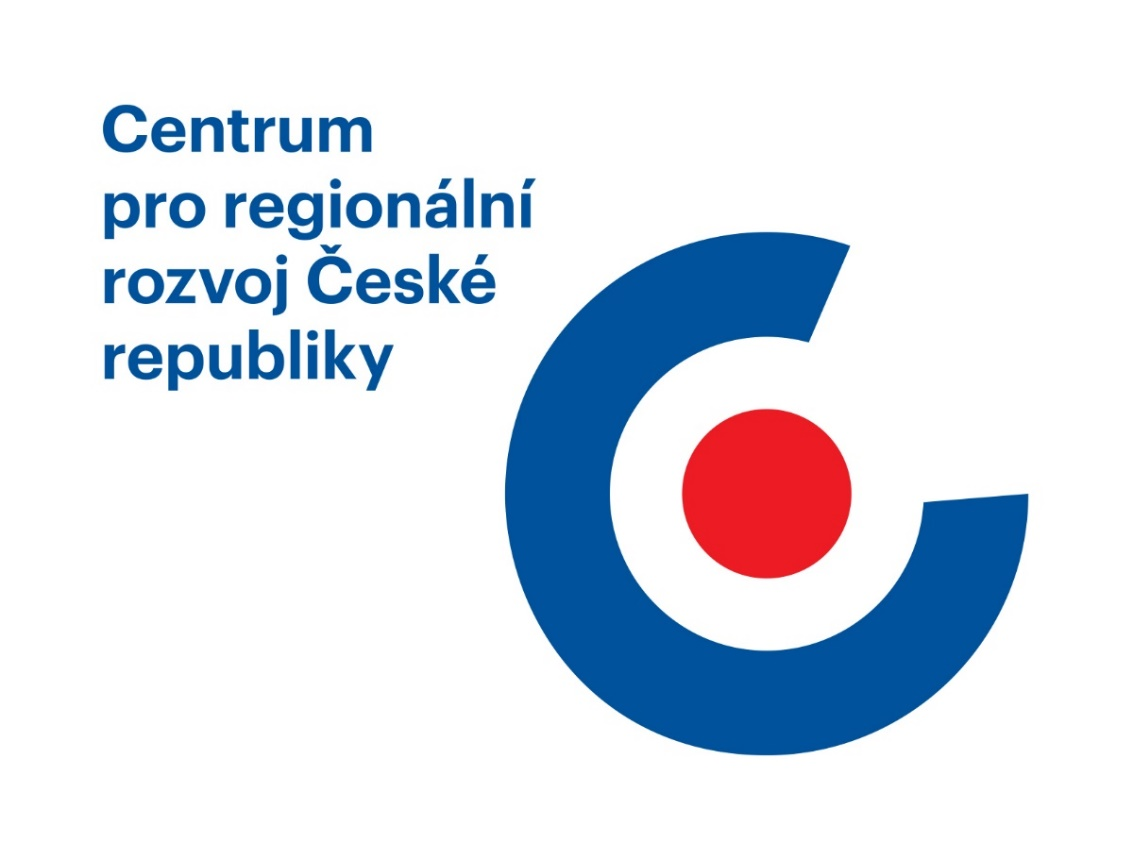 Centrum
pro regionální
rozvoj České
republiky